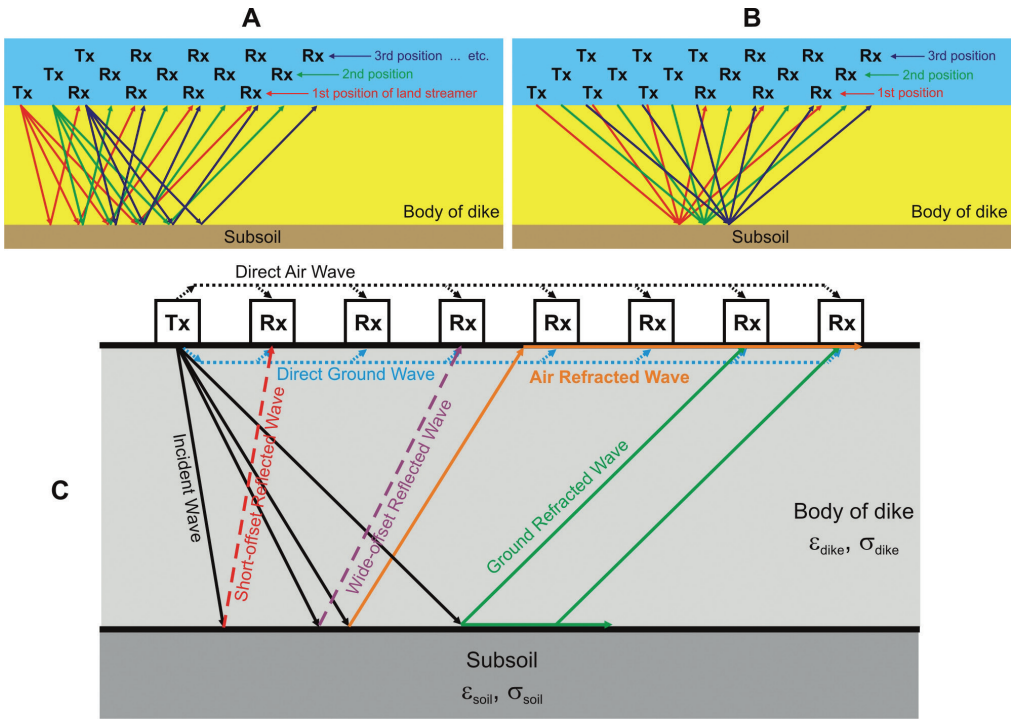 A
Tx Rx Rx Rx Rx 3rd position ... etc.
Tx Rx Rx Rx Rx 2nd position
Tx Rx Rx Rx Rx 1st position of land streamer
Body of dike
Subsoil
B
Tx Tx Tx Rx Rx Rx 3rd position
Tx Tx Tx Rx Rx Rx 2nd position
Tx Tx Tx Rx Rx Rx 1st position
Body of dike
Subsoil
C
Direct Air Wave
Tx Rx Rx Rx Rx Rx Rx Rx
Direct Ground Wave
Air Refracted Wave
Incident Wave
Short-offset Reflected Wave
Wide-offset Reflected Wave
Ground Refracted Wave
Body of dike
εdike, σdike
Subsoil
εsoil, σsoil